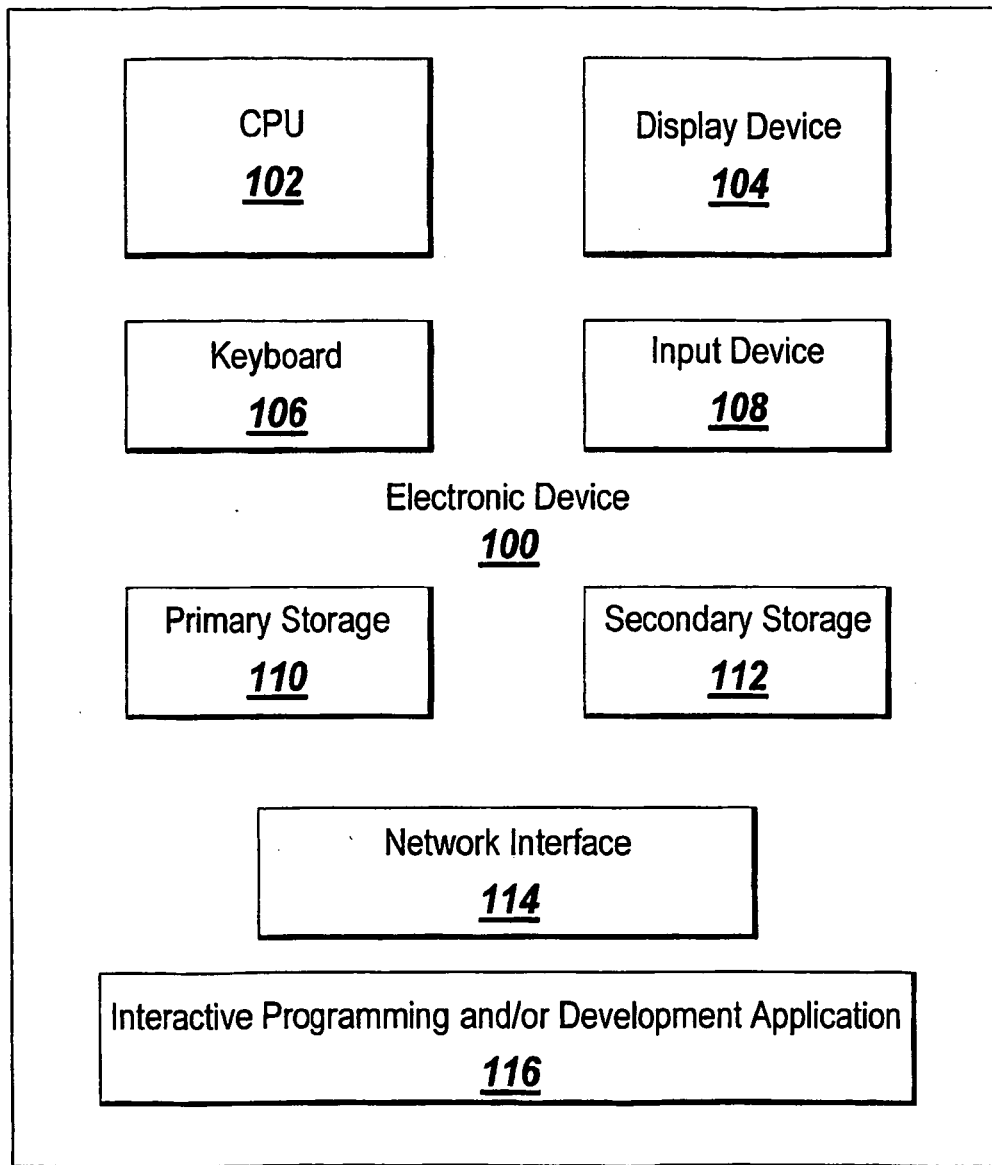 CPU
102
Display Device
104
Keyboard
106
Input Device
108
Electronic Device
100
Primary Storage
110
Secondary Storage
112
Network Interface
114
Interactive Programming and/or Development Application
116